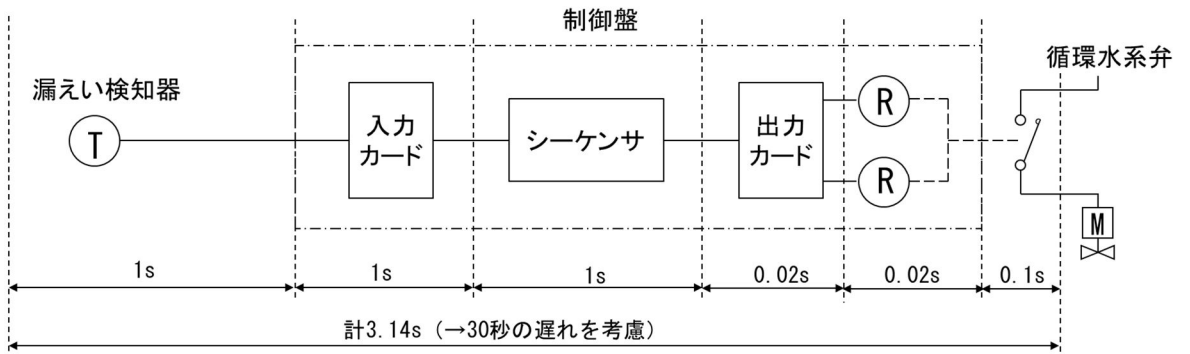 制御盤
循環水系弁
漏えい検知器
T
入力
カード
シーケンサ
出力
カード
R
R
M
1s
1s
1s
0.02s
0.02s
0.1s
計3.14s（→30秒の遅れを考慮）